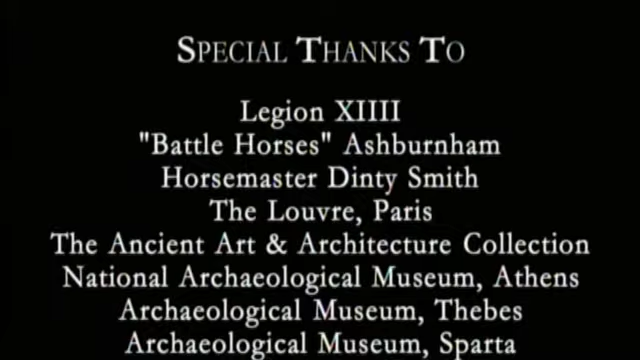 SPECIAL THANKS TO
Legion XIIII
"Battle Horses" Ashburnham
Horsemaster Dinty Smith
The Louvre, Paris
The Ancient Art & Architecture Collection
National Archaeological Museum, Athens
Archaeological Museum, Thebes
Archaeological Museum, Sparta